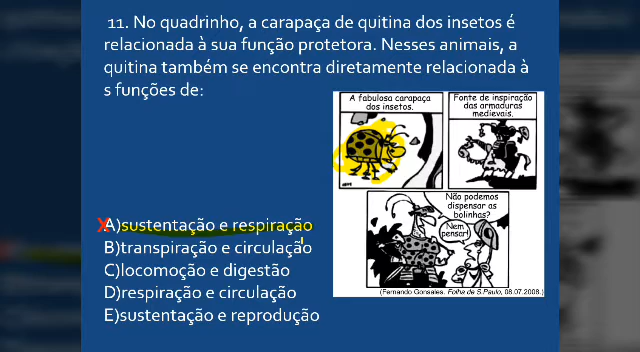 11. No quadrinho, a carapaça de quitina dos insetos é
relacionada à sua função protetora. Nesses animais, a
quitina também se encontra diretamente relacionada à
s funções de:
A fabulosa carapaça
dos insetos.
Fonte de inspiração
das armaduras
medievais.
Não podemos
dispensar as
bolinhas?
Nem
pensar!
(Fernando Gonsales. Folha de S.Paulo, 08.07.2008.)
X A)sustentação e respiração
B)transpiração e circulação
C)locomoção e digestão
D)respiração e circulação
E)sustentação e reprodução